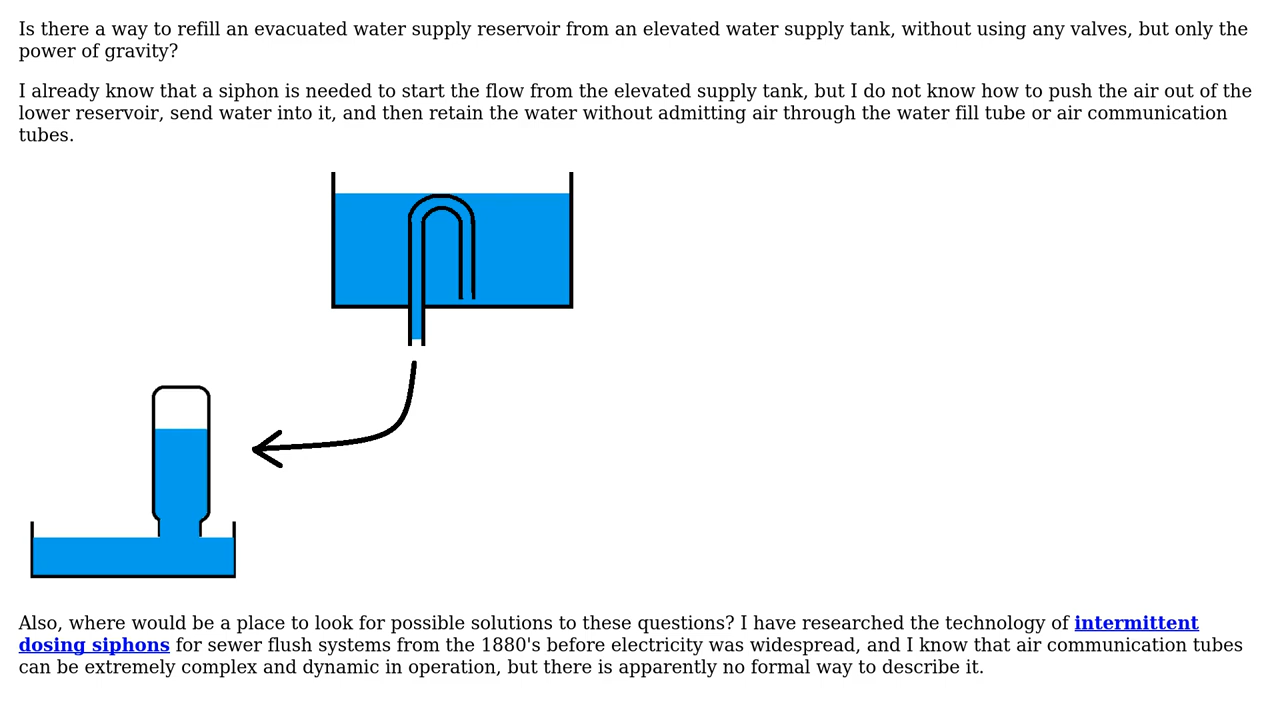 Is there a way to refill an evacuated water supply reservoir from an elevated water supply tank, without using any valves, but only the
power of gravity?
I already know that a siphon is needed to start the flow from the elevated supply tank, but I do not know how to push the air out of the
lower reservoir, send water into it, and then retain the water without admitting air through the water fill tube or air communication
tubes.
Also, where would be a place to look for possible solutions to these questions? I have researched the technology of intermittent
dosing siphons for sewer flush systems from the 1880's before electricity was widespread, and I know that air communication tubes
can be extremely complex and dynamic in operation, but there is apparently no formal way to describe it.